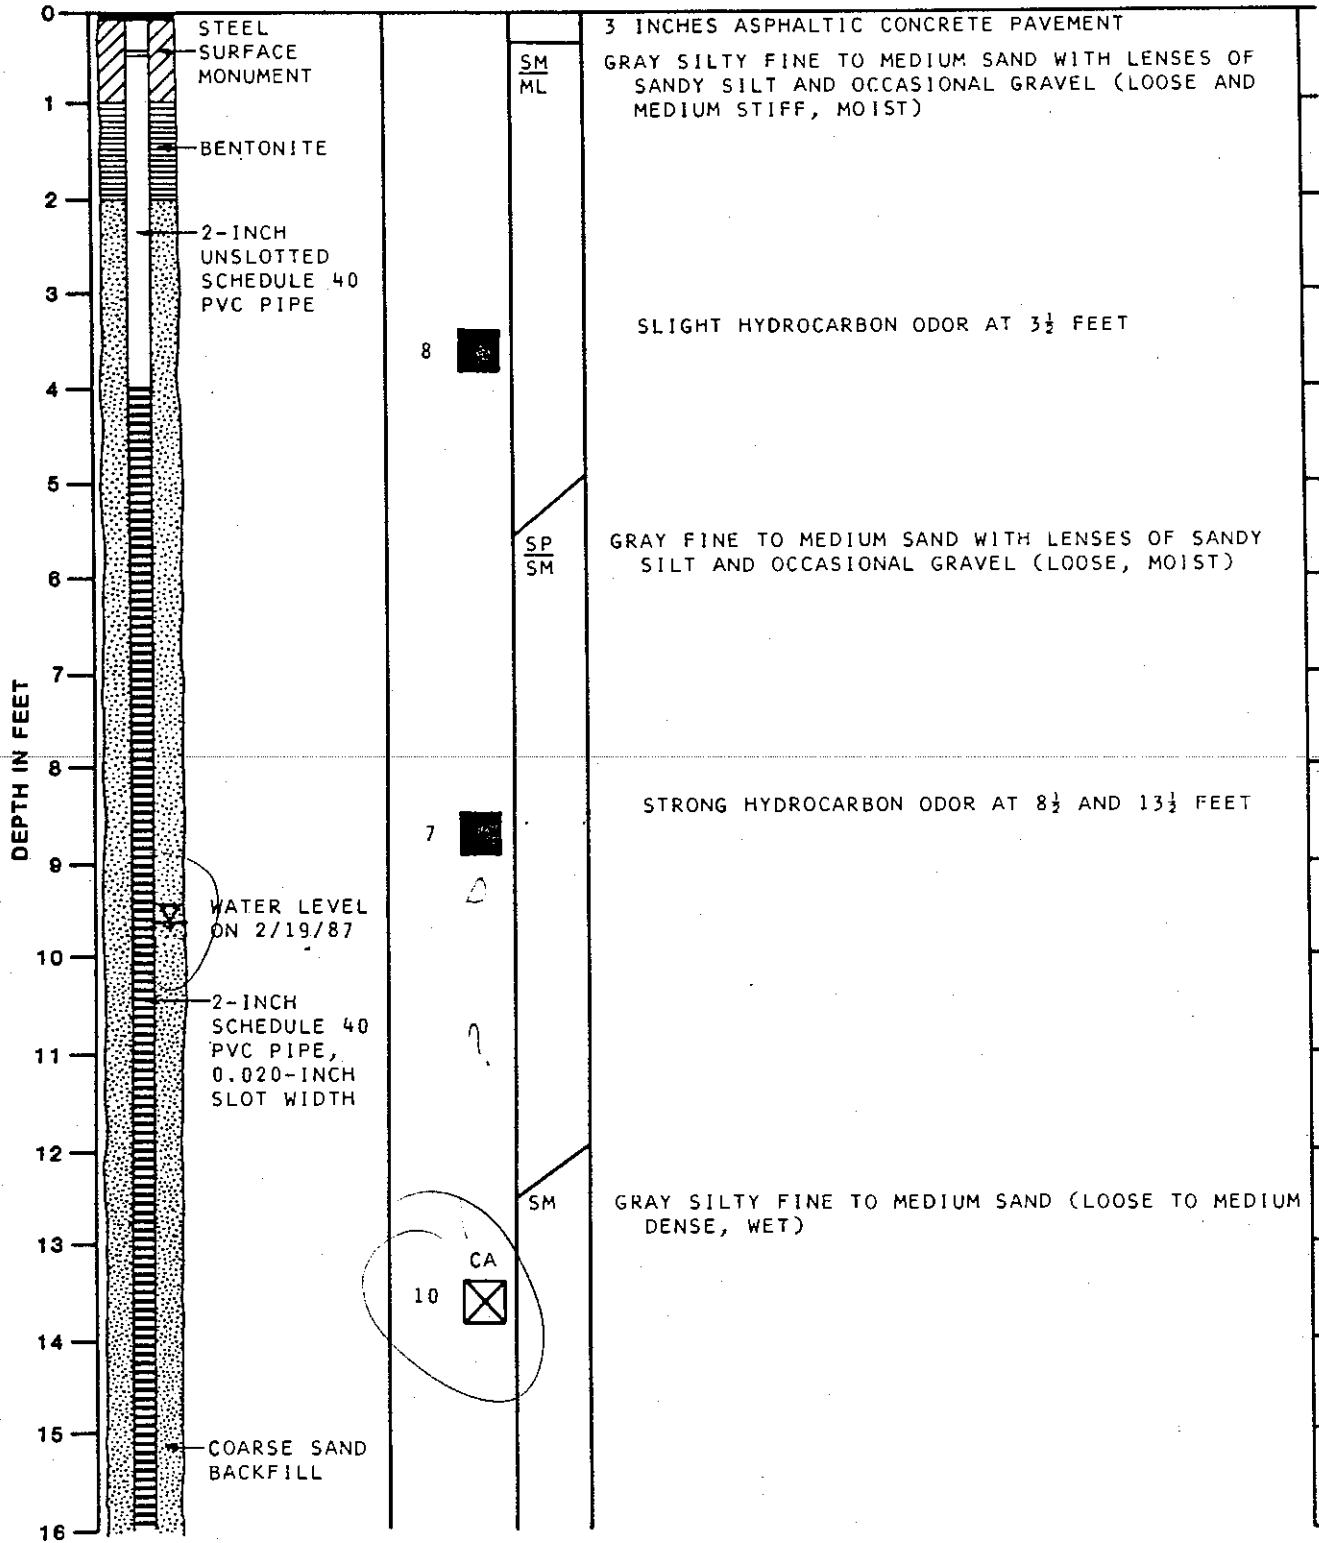 DEPTH IN FEET
0
1
2
3
4
5
6
7
8
9
10
11
12
13
14
15
16
STEEL
SURFACE
MONUMENT
BENTONITE
2-INCH
UNSLOTTED
SCHEDULE 40
PVC PIPE
WATER LEVEL
ON 2/19/87
2-INCH
SCHEDULE 40
PVC PIPE,
0.020-INCH
SLOT WIDTH
COARSE SAND
BACKFILL
8
7
?
CA
10
SM
ML
SP
SM
SM
3 INCHES ASPHALTIC CONCRETE PAVEMENT
GRAY SILTY FINE TO MEDIUM SAND WITH LENSES OF
SANDY SILT AND OCCASIONAL GRAVEL (LOOSE AND
MEDIUM STIFF, MOIST)
SLIGHT HYDROCARBON ODOR AT 3½ FEET
GRAY FINE TO MEDIUM SAND WITH LENSES OF SANDY
SILT AND OCCASIONAL GRAVEL (LOOSE, MOIST)
STRONG HYDROCARBON ODOR AT 8½ AND 13½ FEET
GRAY SILTY FINE TO MEDIUM SAND (LOOSE TO MEDIUM
DENSE, WET)